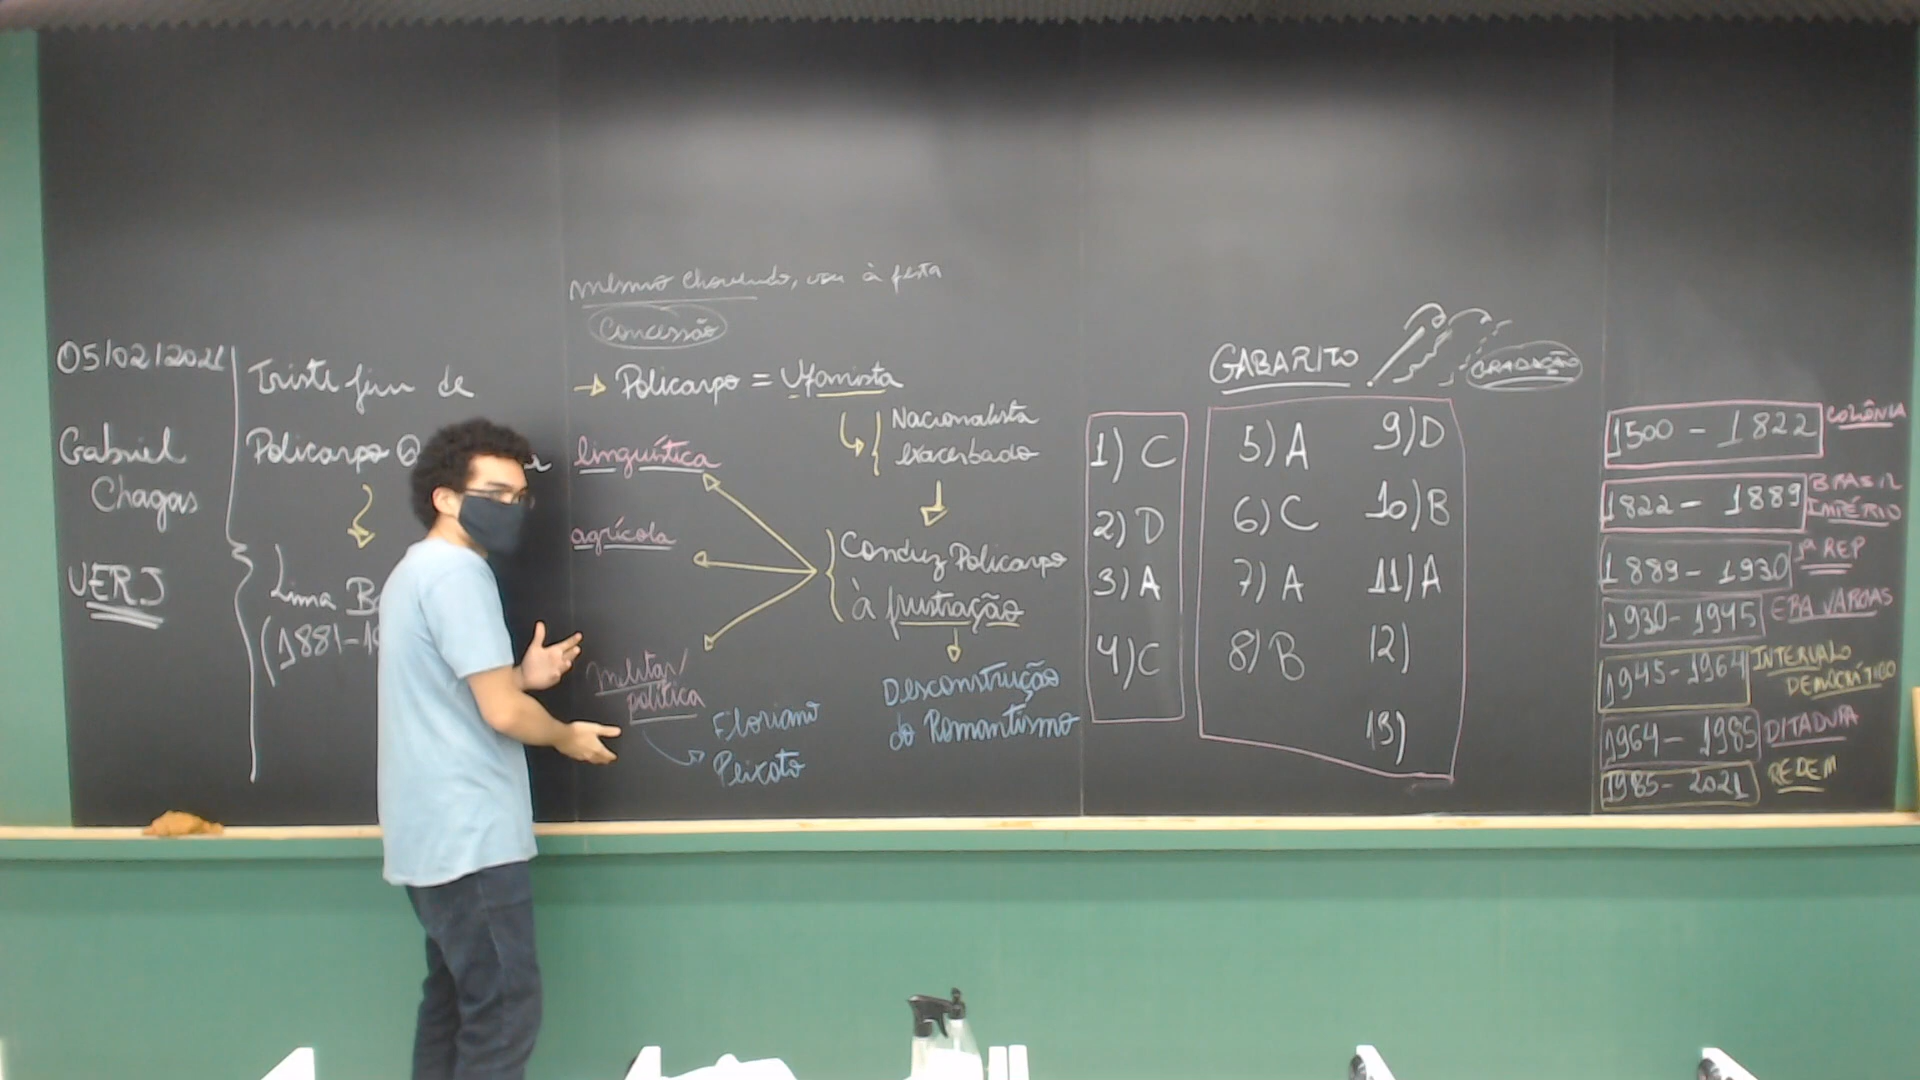 05/02/2021
Gabriel
Chagas
UERJ
Triste fim de
Policarpo Q
Lima Ba
(1881-19
mesmo chovendo, vou à festa
Concessão
→ Policarpo = Ufanista
Nacionalista
exacerbado
Conduz Policarpo
à frustração
Desconstrução
do Romantismo
linguística
agrícola
Militar/
política
Floriano
Peixoto
GABARITO
GRADAÇÃO
1) C
2) D
3) A
4) C
5) A
6) C
7) A
8) B
9) D
10) B
11) A
12)
13)
1500 - 1822 COLÔNIA
1822 - 1889 BRASIL
IMPÉRIO
1889 - 1930 1ª REP
1930 - 1945 ERA VARGAS
1945 - 1964 INTERVALO
DEMOCRÁTICO
1964 - 1985 DITADURA
1985 - 2021 REDEM